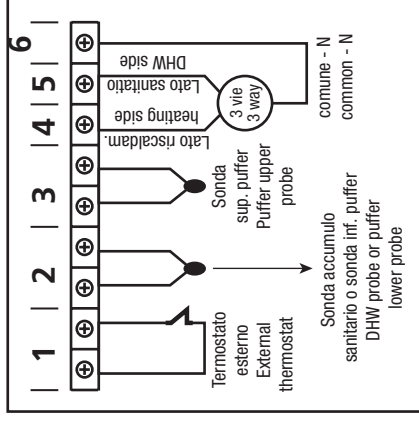 1
2
3
4
5
6
Termostato
esterno
External
thermostat
Sonda accumulo
sanitario o sonda inf. puffer
DHW probe or puffer
lower probe
Sonda
sup. puffer
Puffer upper
probe
Lato riscaldam.
heating side
Lato sanitatio
DHW side
3 vie
3 way
comune - N
common - N